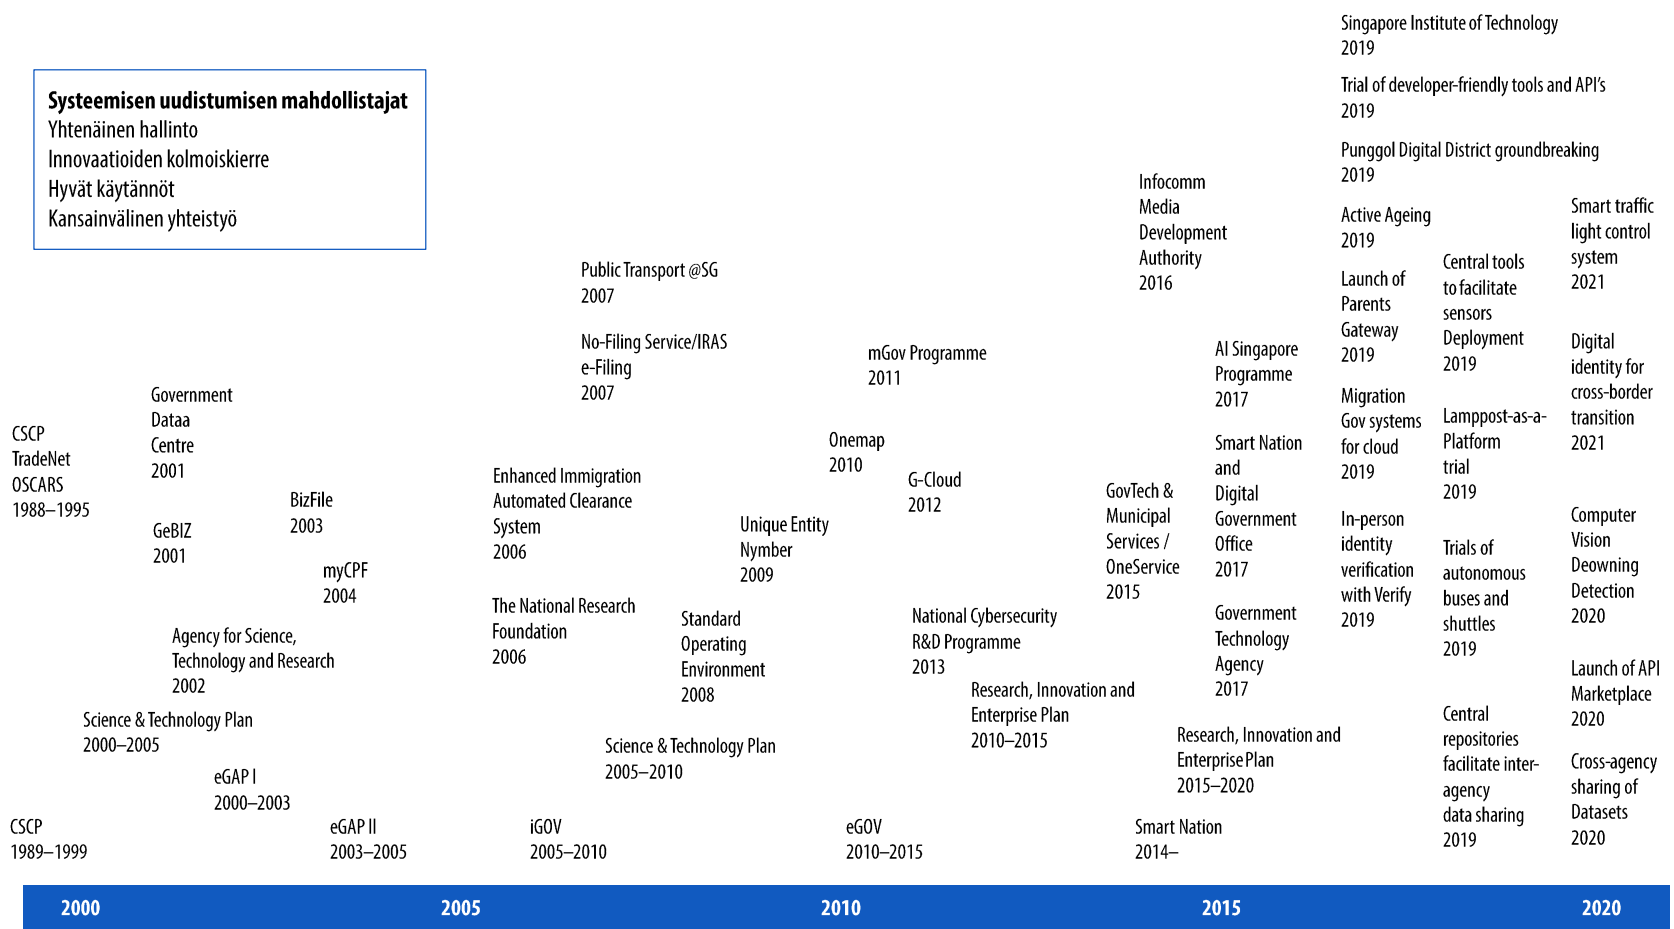 Systeemisen uudistumisen mahdollistajat
Yhtenäinen hallinto
Innovaatioiden kolmoiskierre
Hyvät käytännöt
Kansainvälinen yhteistyö
CSCP
TradeNet
OSCARS
1988–1995
CSCP
1989–1999
Government
Dataa
Centre
2001
GeBIZ
2001
Agency for Science,
Technology and Research
2002
Science & Technology Plan
2000–2005
eGAP I
2000–2003
BizFile
2003
myCPF
2004
eGAP II
2003–2005
Public Transport @SG
2007
No-Filing Service/IRAS
e-Filing
2007
Enhanced Immigration
Automated Clearance
System
2006
The National Research
Foundation
2006
Science & Technology Plan
2005–2010
iGOV
2005–2010
Standard
Operating
Environment
2008
Unique Entity
Nymber
2009
mGov Programme
2011
Onemap
2010
G-Cloud
2012
National Cybersecurity
R&D Programme
2013
Research, Innovation and
Enterprise Plan
2010–2015
eGOV
2010–2015
Infocomm
Media
Development
Authority
2016
GovTech &
Municipal
Services /
OneService
2015
AI Singapore
Programme
2017
Smart Nation
and
Digital
Government
Office
2017
Government
Technology
Agency
2017
Research, Innovation and
Enterprise Plan
2015–2020
Smart Nation
2014–
Singapore Institute of Technology
2019
Trial of developer-friendly tools and API's
2019
Punggol Digital District groundbreaking
2019
Active Ageing
2019
Launch of
Parents
Gateway
2019
Migration
Gov systems
for cloud
2019
In-person
identity
verification
with Verify
2019
Central tools
to facilitate
sensors
Deployment
2019
Lamppost-as-a-
Platform
trial
2019
Trials of
autonomous
buses and
shuttles
2019
Central
repositories
facilitate inter-
agency
data sharing
2019
Smart traffic
light control
system
2021
Digital
identity for
cross-border
transition
2021
Computer
Vision
Deowning
Detection
2020
Launch of API
Marketplace
2020
Cross-agency
sharing of
Datasets
2020
2000
2005
2010
2015
2020